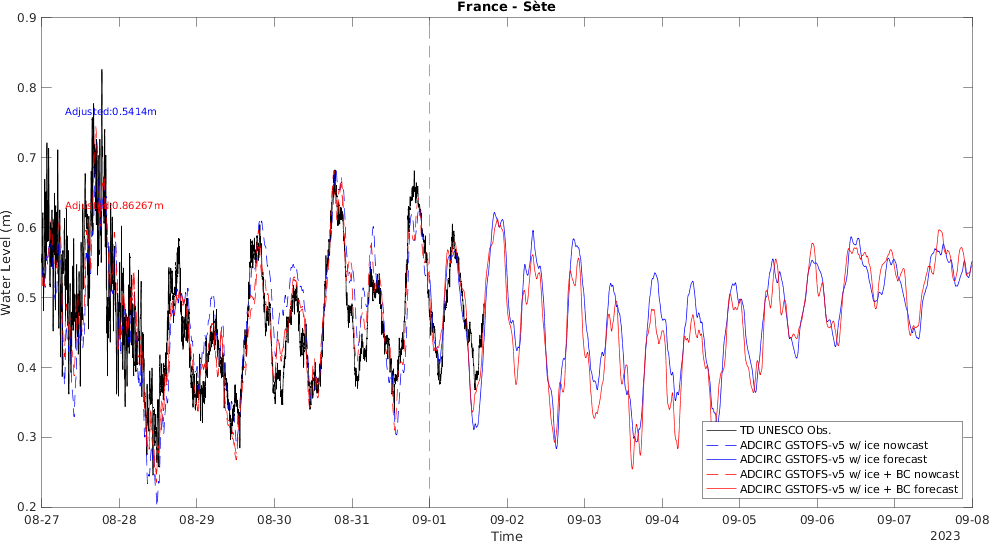 France - Sète
0.9
0.8
0.7
0.6
0.5
0.4
0.3
0.2
Water Level (m)
Adjusted:0.5414m
Adjusted:0.86267m
TD UNESCO Obs.
ADCIRC GSTOFS-v5 w/ ice nowcast
ADCIRC GSTOFS-v5 w/ ice forecast
ADCIRC GSTOFS-v5 w/ ice + BC nowcast
ADCIRC GSTOFS-v5 w/ ice + BC forecast
08-27 08-28 08-29 08-30 08-31 09-01 09-02 09-03 09-04 09-05 09-06 09-07 09-08
Time
2023